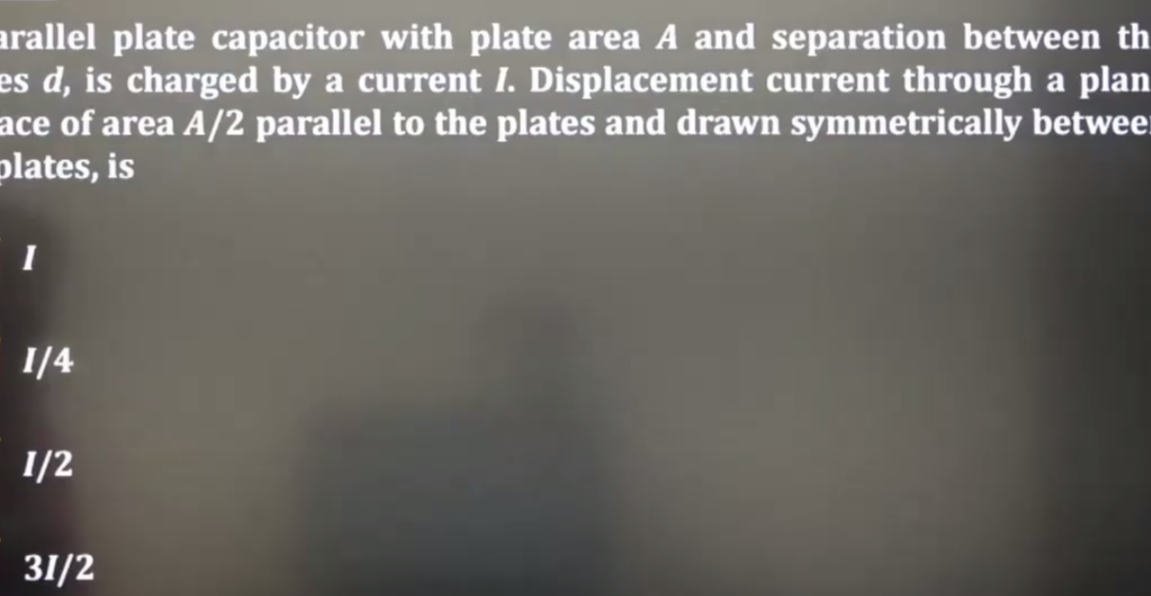 arallel plate capacitor with plate area A and separation between th
es d, is charged by a current I. Displacement current through a plan
ace of area A/2 parallel to the plates and drawn symmetrically betwee
plates, is
I
I/4
I/2
3I/2